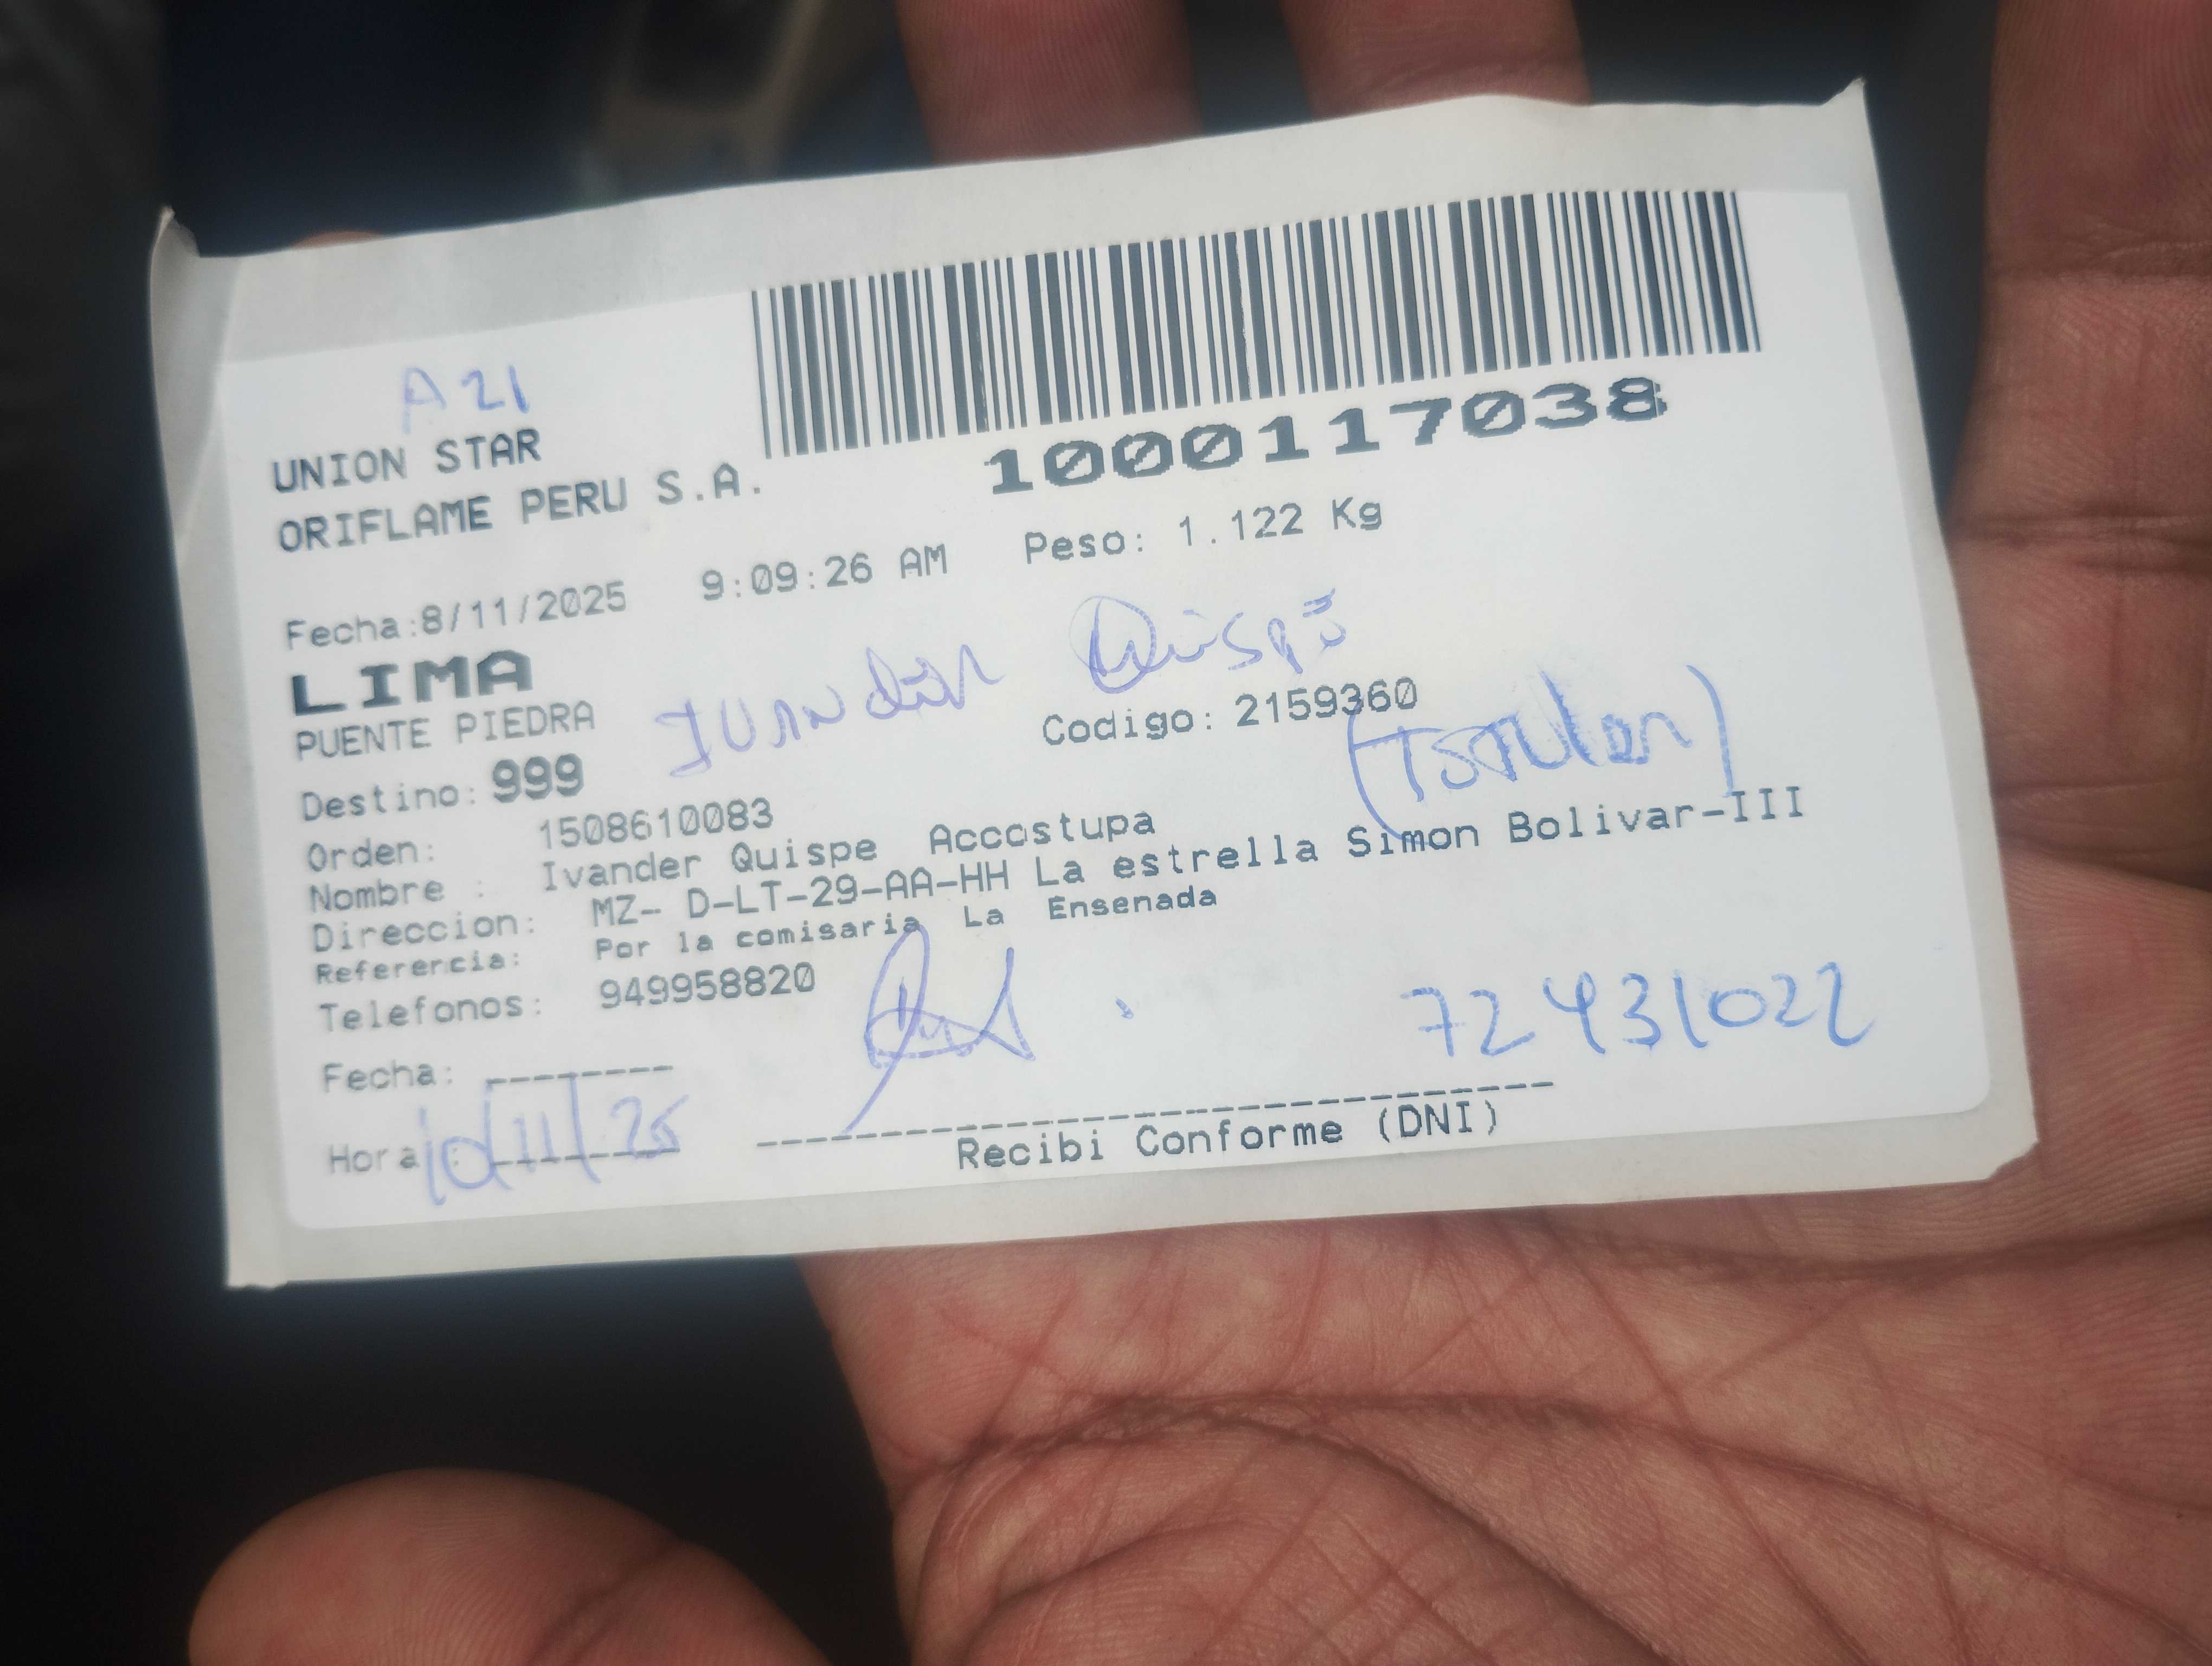 A21
UNION STAR
ORIFLAME PERU S.A.
1000117038
Fecha:8/11/2025 9:09:26 AM Peso: 1.122 Kg
LIMA
PUENTE PIEDRA
Ivander Quispe
Destino: 999 Codigo: 2159360
(Titular)
Orden: 1508610083
Nombre : Ivander Quispe Accostupa
Direccion: MZ- D-LT-29-AA-HH La estrella Simon Bolivar-III
Referercia: Por la comisaria La Ensenada
Telefonos: 949958820
72431022
Fecha:
Hora : 10/11/25
Recibi Conforme (DNI)